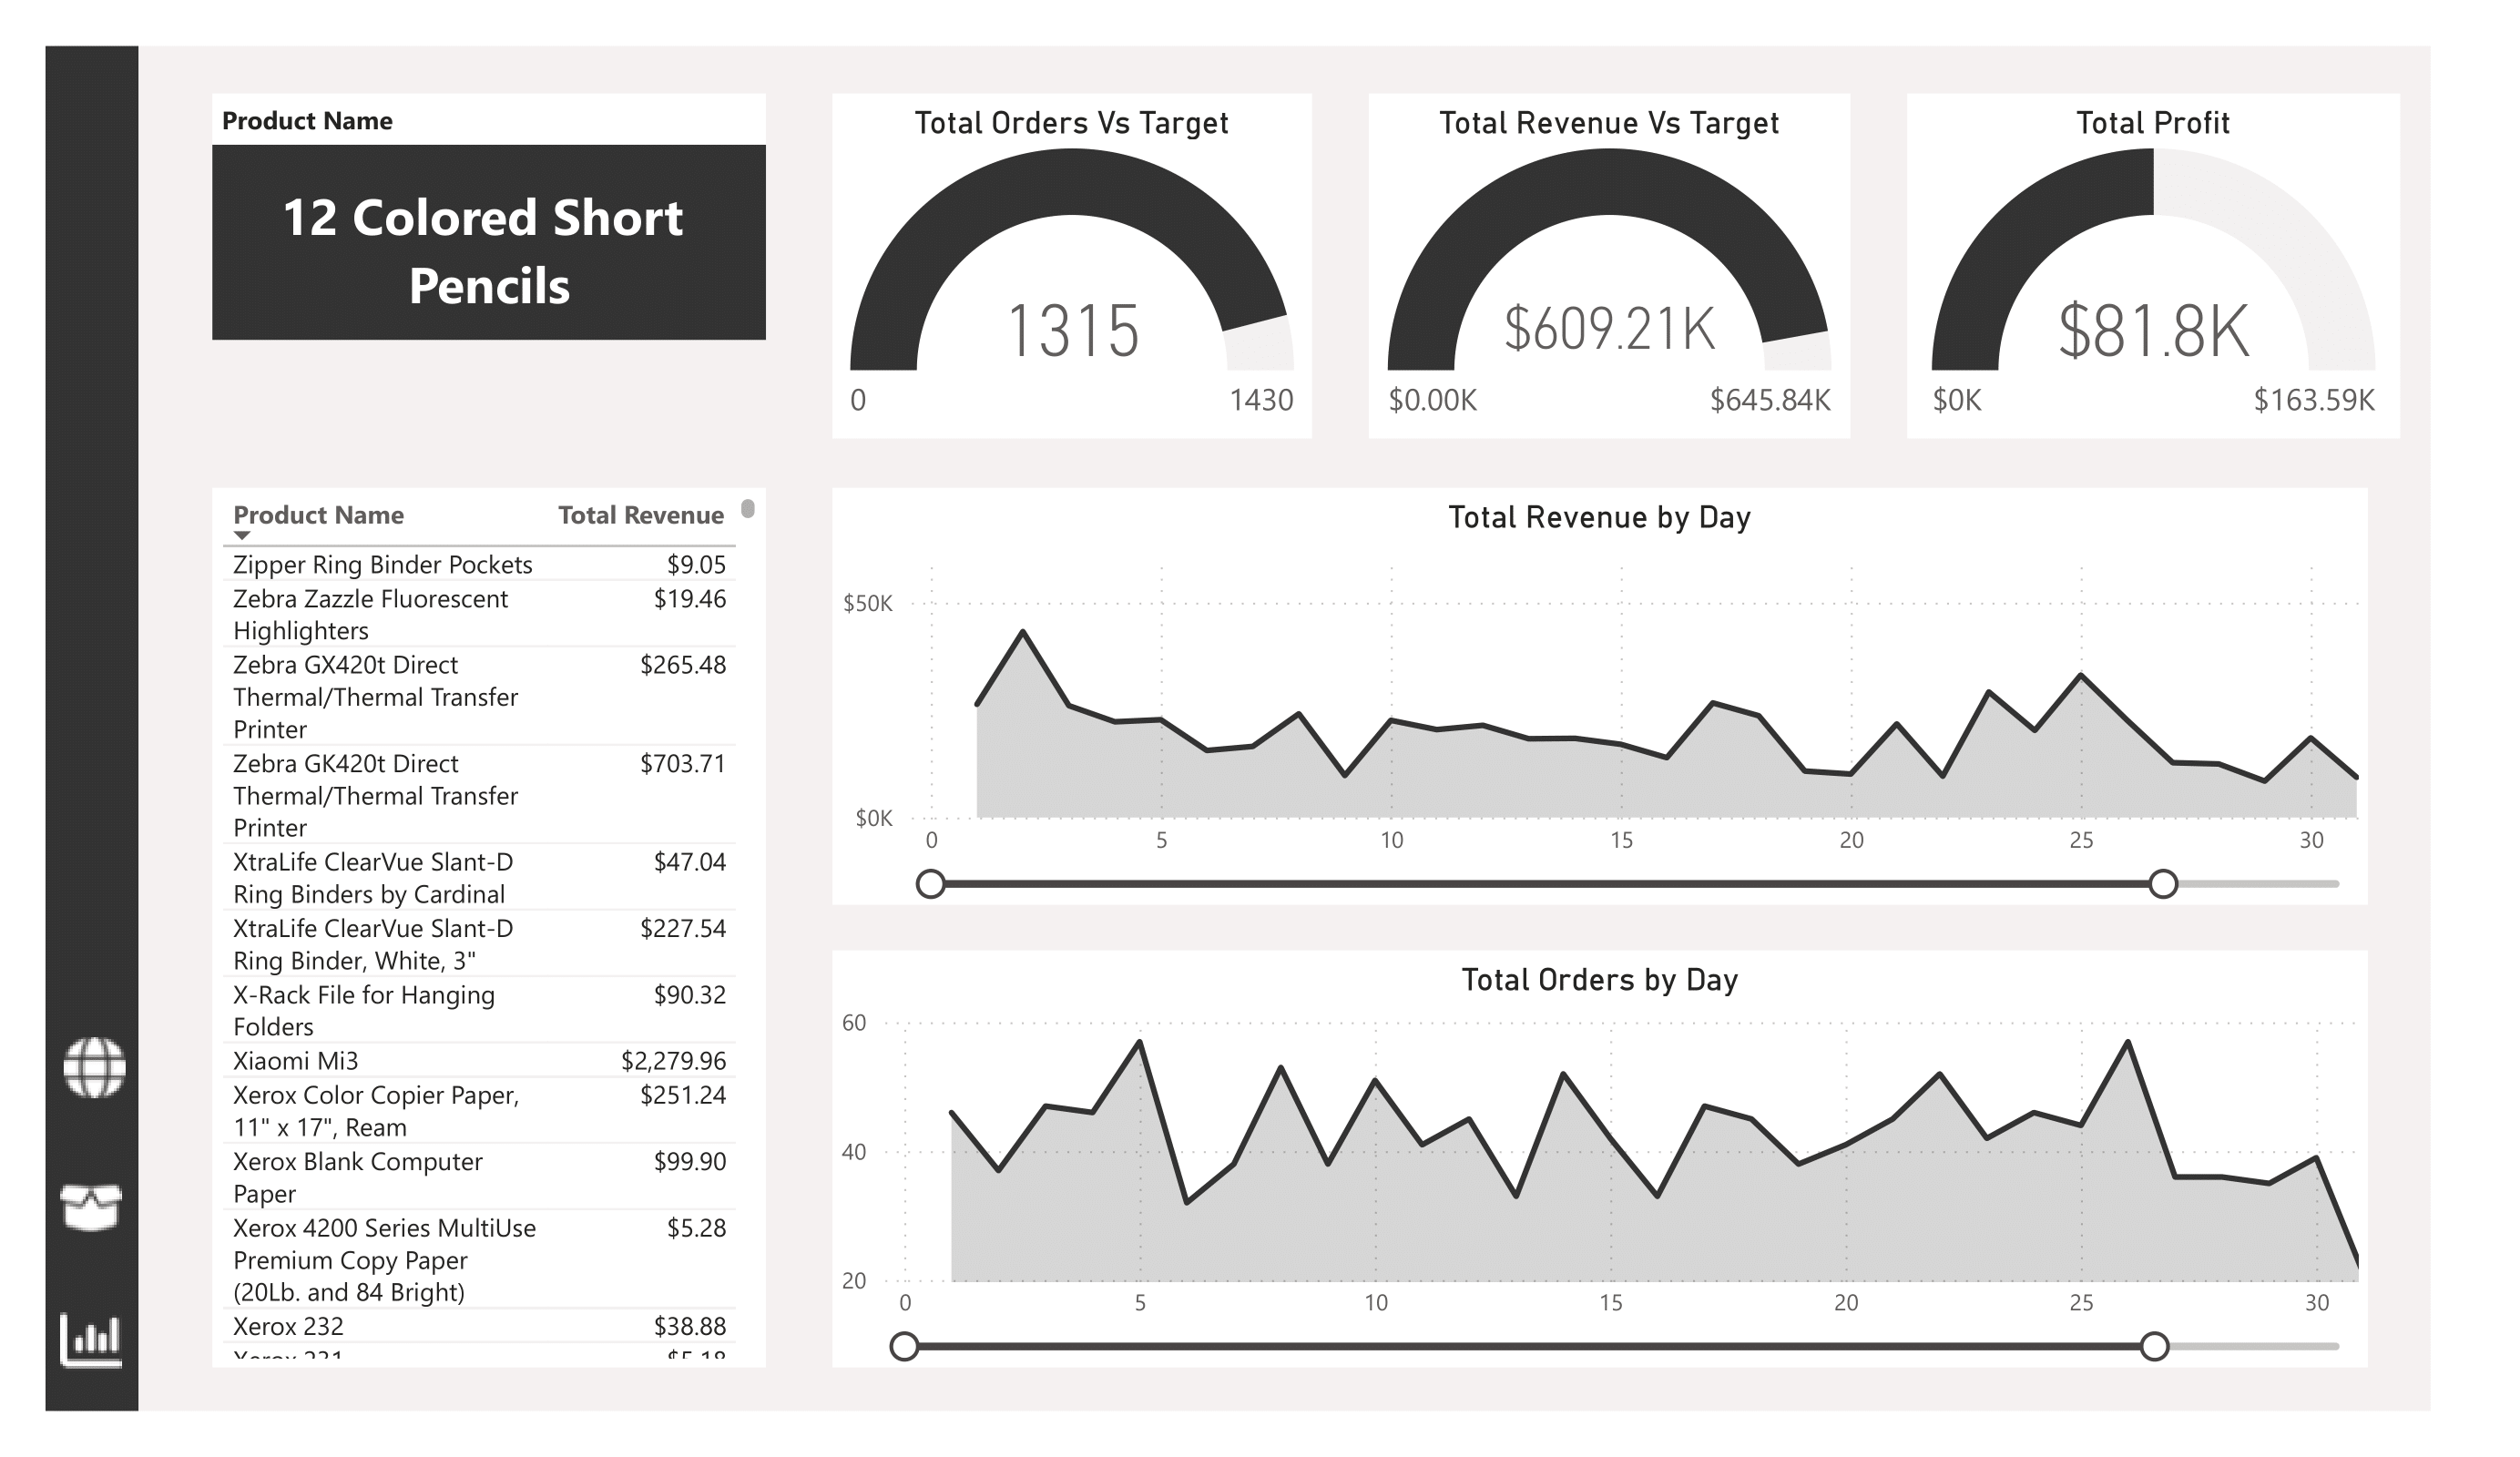 Product Name
12 Colored Short
Pencils
Total Orders Vs Target
1315
0
1430
Total Revenue Vs Target
$609.21K
$0.00K
$645.84K
Total Profit
$81.8K
$0K
$163.59K
Product Name Total Revenue
Zipper Ring Binder Pockets $9.05
Zebra Zazzle Fluorescent $19.46
Highlighters
Zebra GX420t Direct $265.48
Thermal/Thermal Transfer
Printer
Zebra GK420t Direct $703.71
Thermal/Thermal Transfer
Printer
XtraLife ClearVue Slant-D $47.04
Ring Binders by Cardinal
XtraLife ClearVue Slant-D $227.54
Ring Binder, White, 3"
X-Rack File for Hanging $90.32
Folders
Xiaomi Mi3 $2,279.96
Xerox Color Copier Paper, $251.24
11" x 17", Ream
Xerox Blank Computer $99.90
Paper
Xerox 4200 Series MultiUse $5.28
Premium Copy Paper
(20Lb. and 84 Bright)
Xerox 232 $38.88
Total Revenue by Day
$50K
$0K
0 5 10 15 20 25 30
Total Orders by Day
60
40
20
0 5 10 15 20 25 30